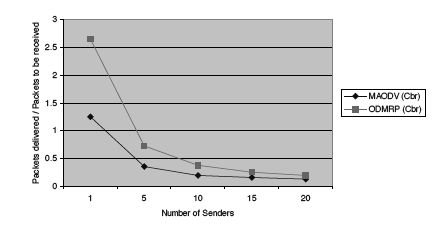 Packets delivered / Packets to be received
3
2.5
2
1.5
1
0.5
0
1 5 10 15 20
Number of Senders
MAODV (Cbr)
ODMRP (Cbr)